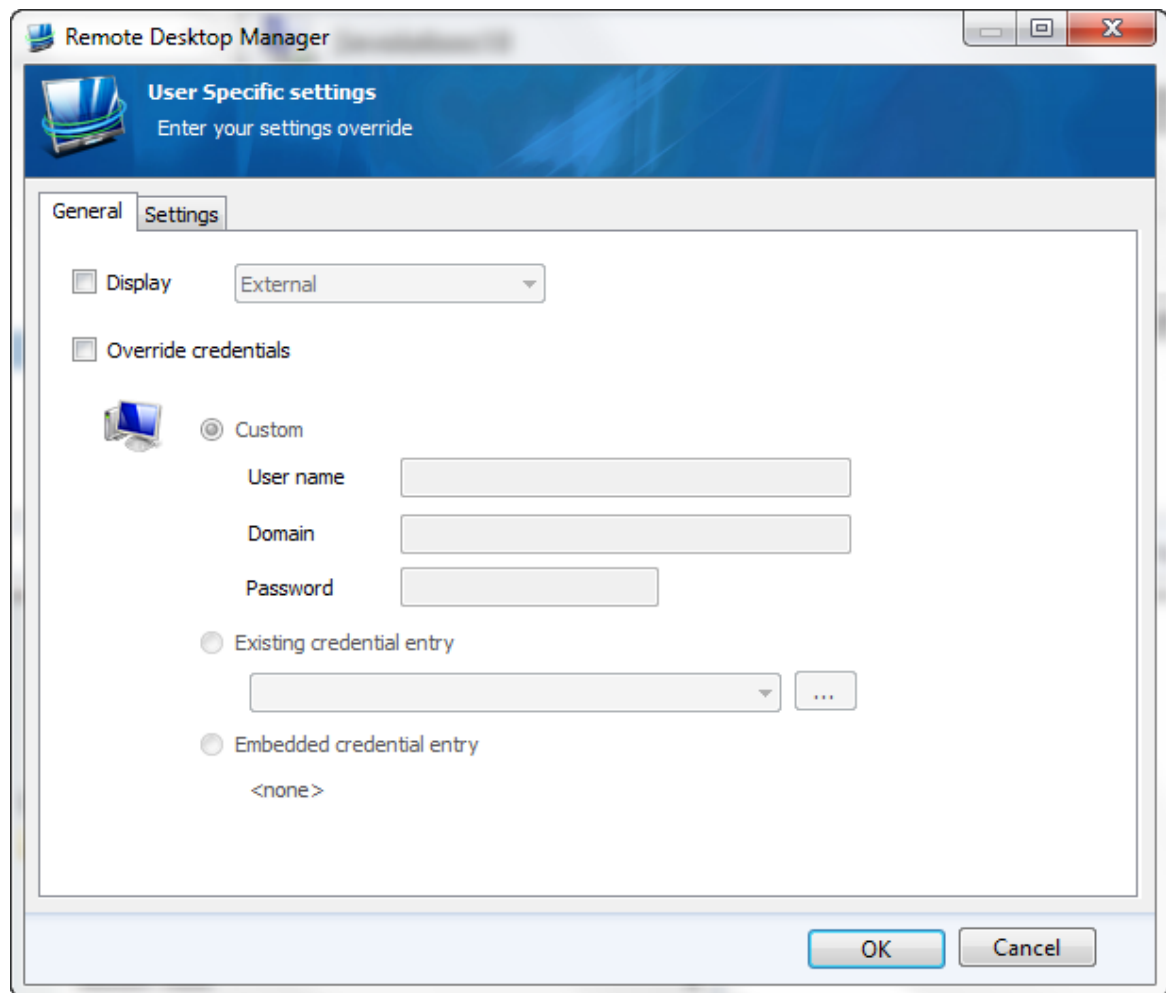 Remote Desktop Manager
User Specific settings
Enter your settings override
General Settings
Display External
Override credentials
Custom
User name
Domain
Password
Existing credential entry
...
Embedded credential entry
<none>
OK Cancel